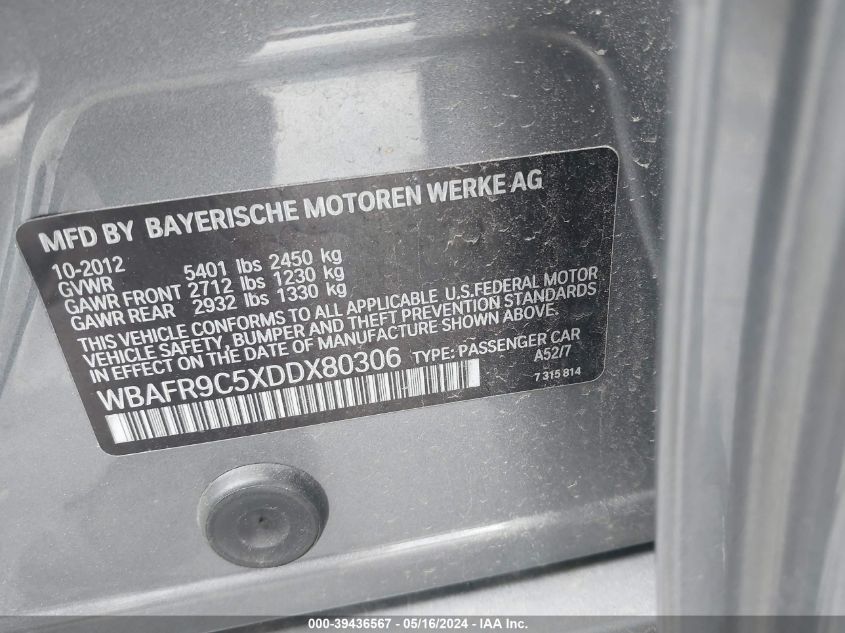 MFD BY BAYERISCHE MOTOREN WERKE AG
10-2012
GVWR 5401 lbs 2450 kg
GAWR FRONT 2712 lbs 1230 kg
GAWR REAR 2932 lbs 1330 kg
THIS VEHICLE CONFORMS TO ALL APPLICABLE U.S.FEDERAL MOTOR
VEHICLE SAFETY, BUMPER AND THEFT PREVENTION STANDARDS
IN EFFECT ON THE DATE OF MANUFACTURE SHOWN ABOVE.
WBAFR9C5XDDX80306 TYPE: PASSENGER CAR
A52/7
7 315 814
000-39436567 - 05/16/2024 - IAA Inc.